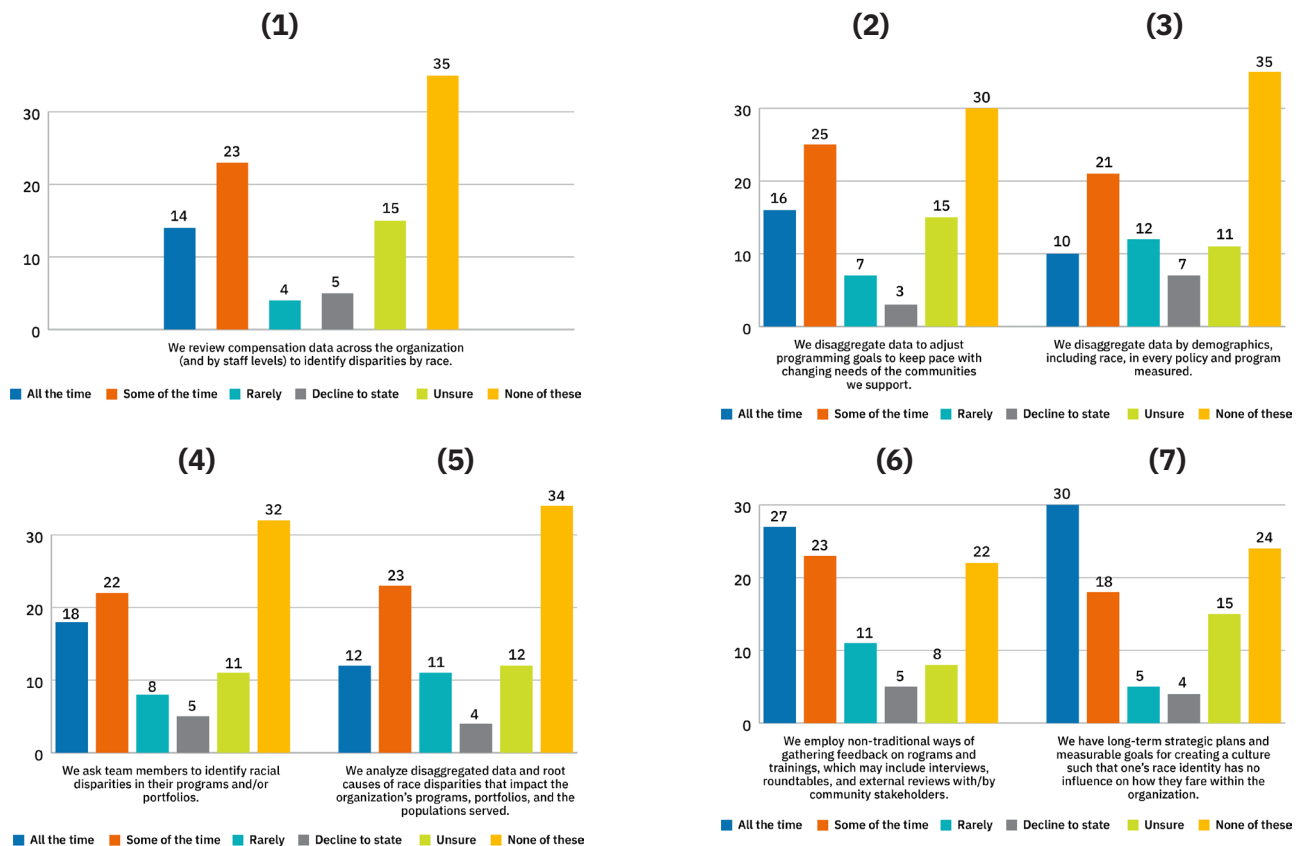 (1)
35
30
23
20
15
14
10
5
4
0
We review compensation data across the organization
(and by staff levels) to identify disparities by race.
All the time Some of the time Rarely Decline to state Unsure None of these
(2) (3)
35
30
30
25
21
20
16
15
12
11
10
10
7
7
3
0
We disaggregate data to adjust
programming goals to keep pace with
changing needs of the communities
we support.
We disaggregate data by demographics,
including race, in every policy and program
measured.
All the time Some of the time Rarely Decline to state Unsure None of these
(4) (5)
34
32
30
23
22
20
18
12
12
11
11
10
8
5
4
0
We ask team members to identify racial
disparities in their programs and/or
portfolios.
We analyze disaggregated data and root
causes of race disparities that impact the
organization’s programs, portfolios, and the
populations served.
All the time Some of the time Rarely Decline to state Unsure None of these
(6) (7)
30
30
27
24
23
22
20
18
15
11
10
8
5
5
4
0
We employ non-traditional ways of
gathering feedback on rograms and
trainings, which may include interviews,
roundtables, and external reviews with/by
community stakeholders.
We have long-term strategic plans and
measurable goals for creating a culture
such that one’s race identity has no
influence on how they fare within the
organization.
All the time Some of the time Rarely Decline to state Unsure None of these